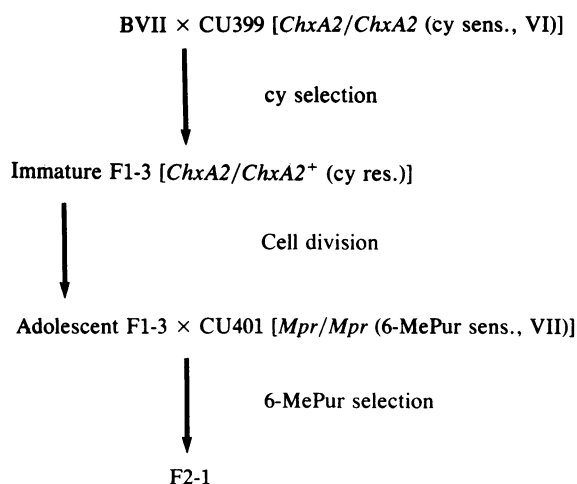 BVII × CU399 [ChxA2/ChxA2 (cy sens., VI)]
cy selection
Immature F1-3 [ChxA2/ChxA2⁺ (cy res.)]
Cell division
Adolescent F1-3 × CU401 [Mpr/Mpr (6-MePur sens., VII)]
6-MePur selection
F2-1